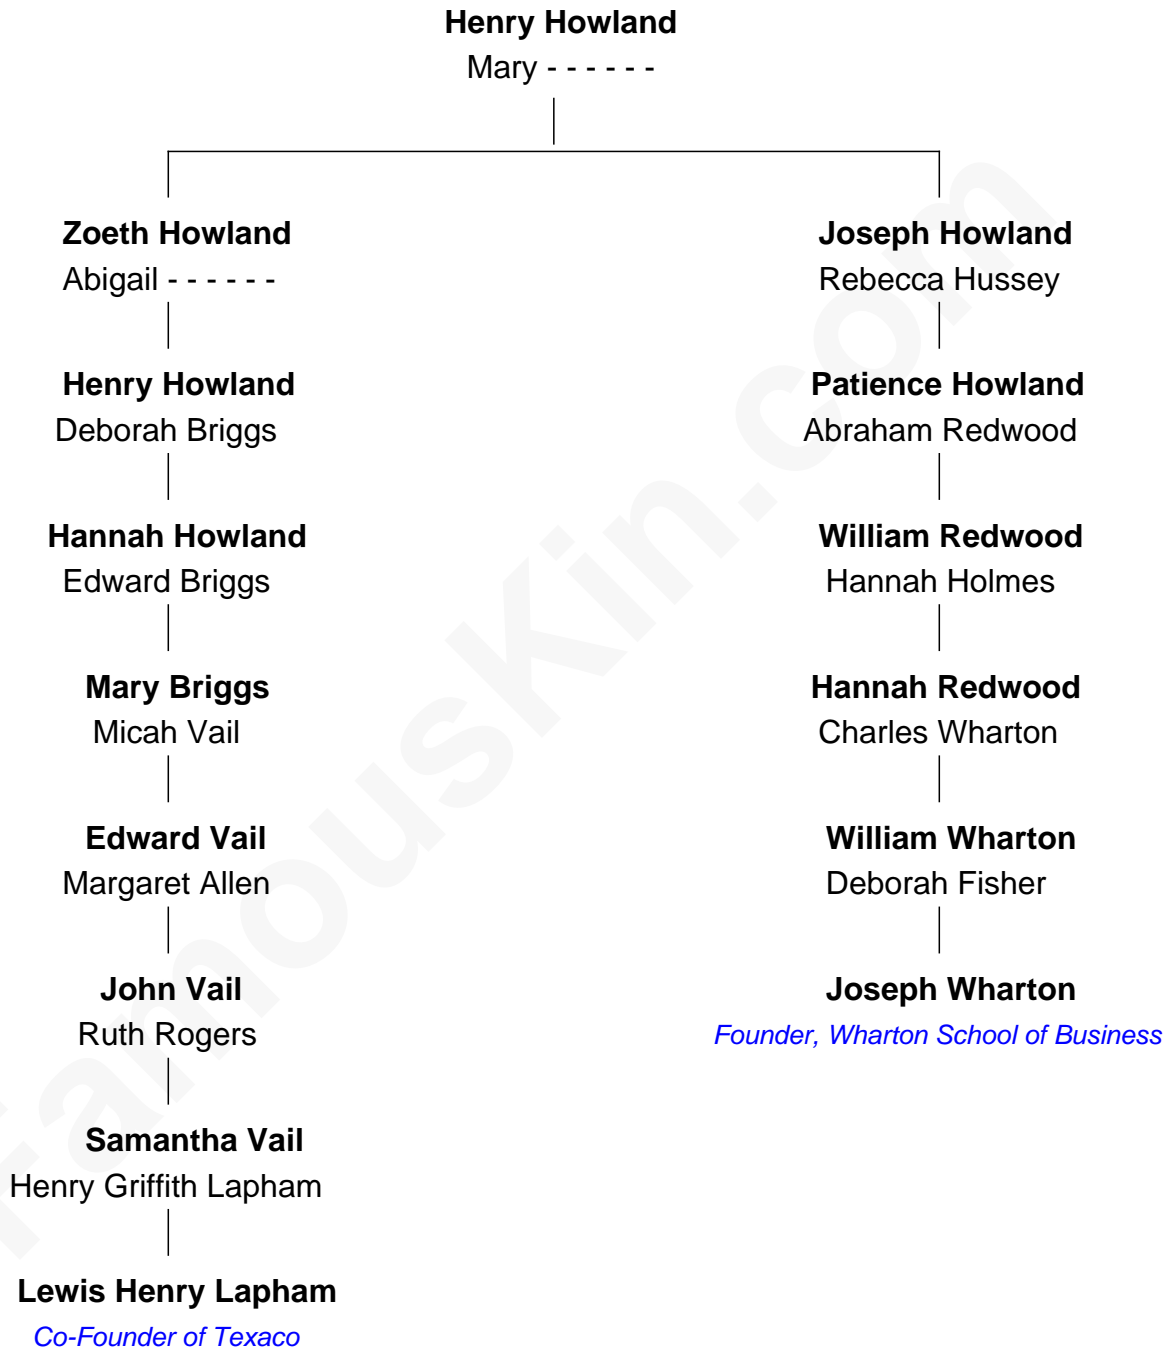 Henry Howland
Mary - - - - - -
Zoeth Howland
Abigail - - - - - -
Joseph Howland
Rebecca Hussey
Henry Howland
Deborah Briggs
Patience Howland
Abraham Redwood
Hannah Howland
Edward Briggs
William Redwood
Hannah Holmes
Mary Briggs
Micah Vail
Hannah Redwood
Charles Wharton
Edward Vail
Margaret Allen
William Wharton
Deborah Fisher
John Vail
Ruth Rogers
Joseph Wharton
Founder, Wharton School of Business
Samantha Vail
Henry Griffith Lapham
Lewis Henry Lapham
Co-Founder of Texaco
FamousKin.com